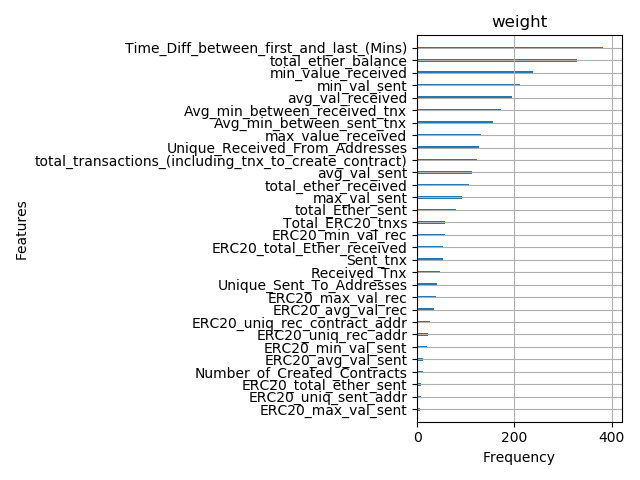 weight
Time_Diff_between_first_and_last_(Mins)
total_ether_balance
min_value_received
min_val_sent
avg_val_received
Avg_min_between_received_tnx
Avg_min_between_sent_tnx
max_value_received
Unique_Received_From_Addresses
total_transactions_(including_tnx_to_create_contract)
avg_val_sent
total_ether_received
max_val_sent
total_Ether_sent
Total_ERC20_tnxs
ERC20_min_val_rec
ERC20_total_Ether_received
Sent_tnx
Received_Tnx
Unique_Sent_To_Addresses
ERC20_max_val_rec
ERC20_avg_val_rec
ERC20_uniq_rec_contract_addr
ERC20_uniq_rec_addr
ERC20_min_val_sent
ERC20_avg_val_sent
Number_of_Created_Contracts
ERC20_total_ether_sent
ERC20_uniq_sent_addr
ERC20_max_val_sent
Features
0 200 400
Frequency